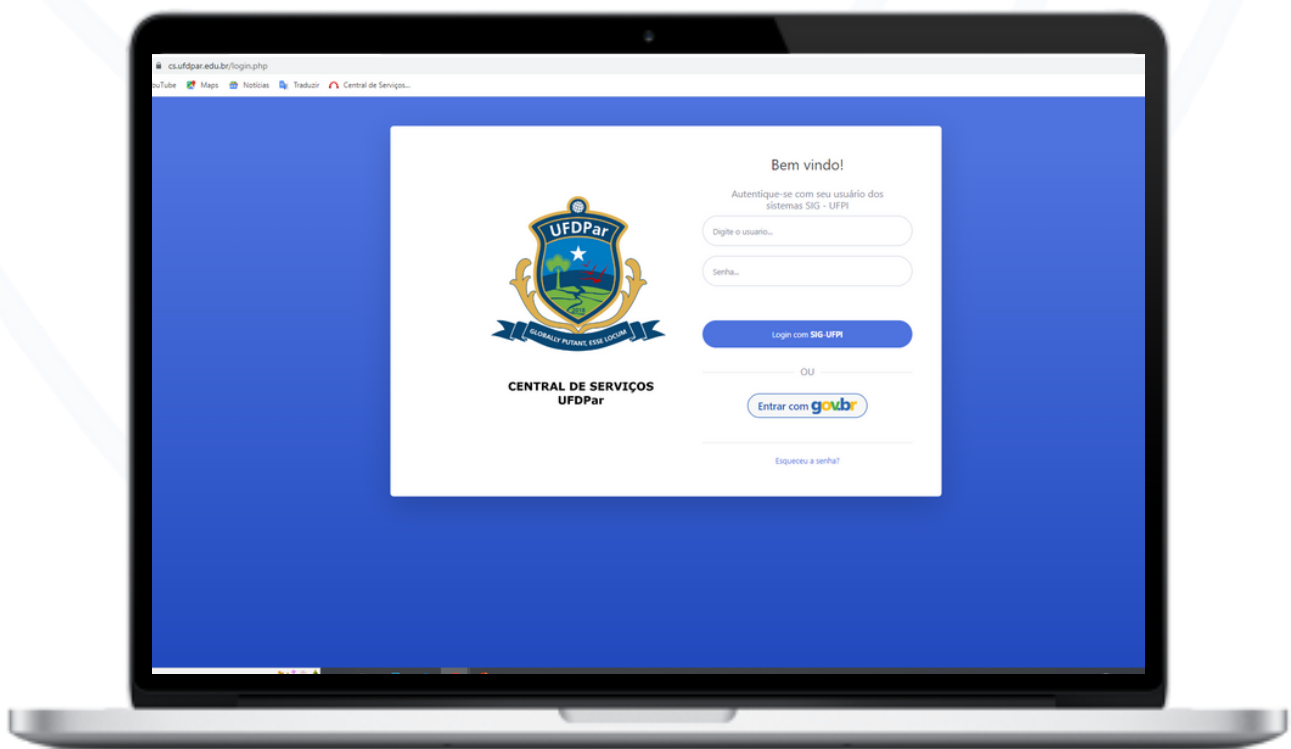 cs.ufdpar.edu.br/login.php
ouTube Maps Notícias Traduzir Central de Serviços...
Bem vindo!
Autentique-se com seu usuário dos
sistemas SIG - UFPI
Digite o usuario...
Senha...
Login com SIG-UFPI
OU
Entrar com gov.br
Esqueceu a senha?
UFDPar
2018
GLOBALLY PUTANT, ESSE LOCUM
CENTRAL DE SERVIÇOS
UFDPar